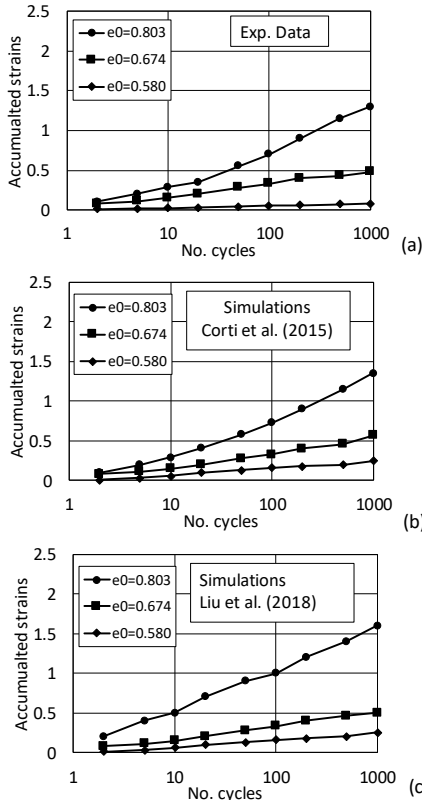 2.5
e0=0.803
Exp. Data
2
e0=0.674
e0=0.580
1.5
1
0.5
0
Accumualted strains
1
10
100
1000
No. cycles
(a)
2.5
e0=0.803
Simulations
Corti et al. (2015)
2
e0=0.674
e0=0.580
1.5
1
0.5
0
Accumualted strains
1
10
100
1000
No. cycles
(b)
2.5
e0=0.803
Simulations
Liu et al. (2018)
2
e0=0.674
e0=0.580
1.5
1
0.5
0
Accumualted strains
1
10
100
1000
No. cycles
(c